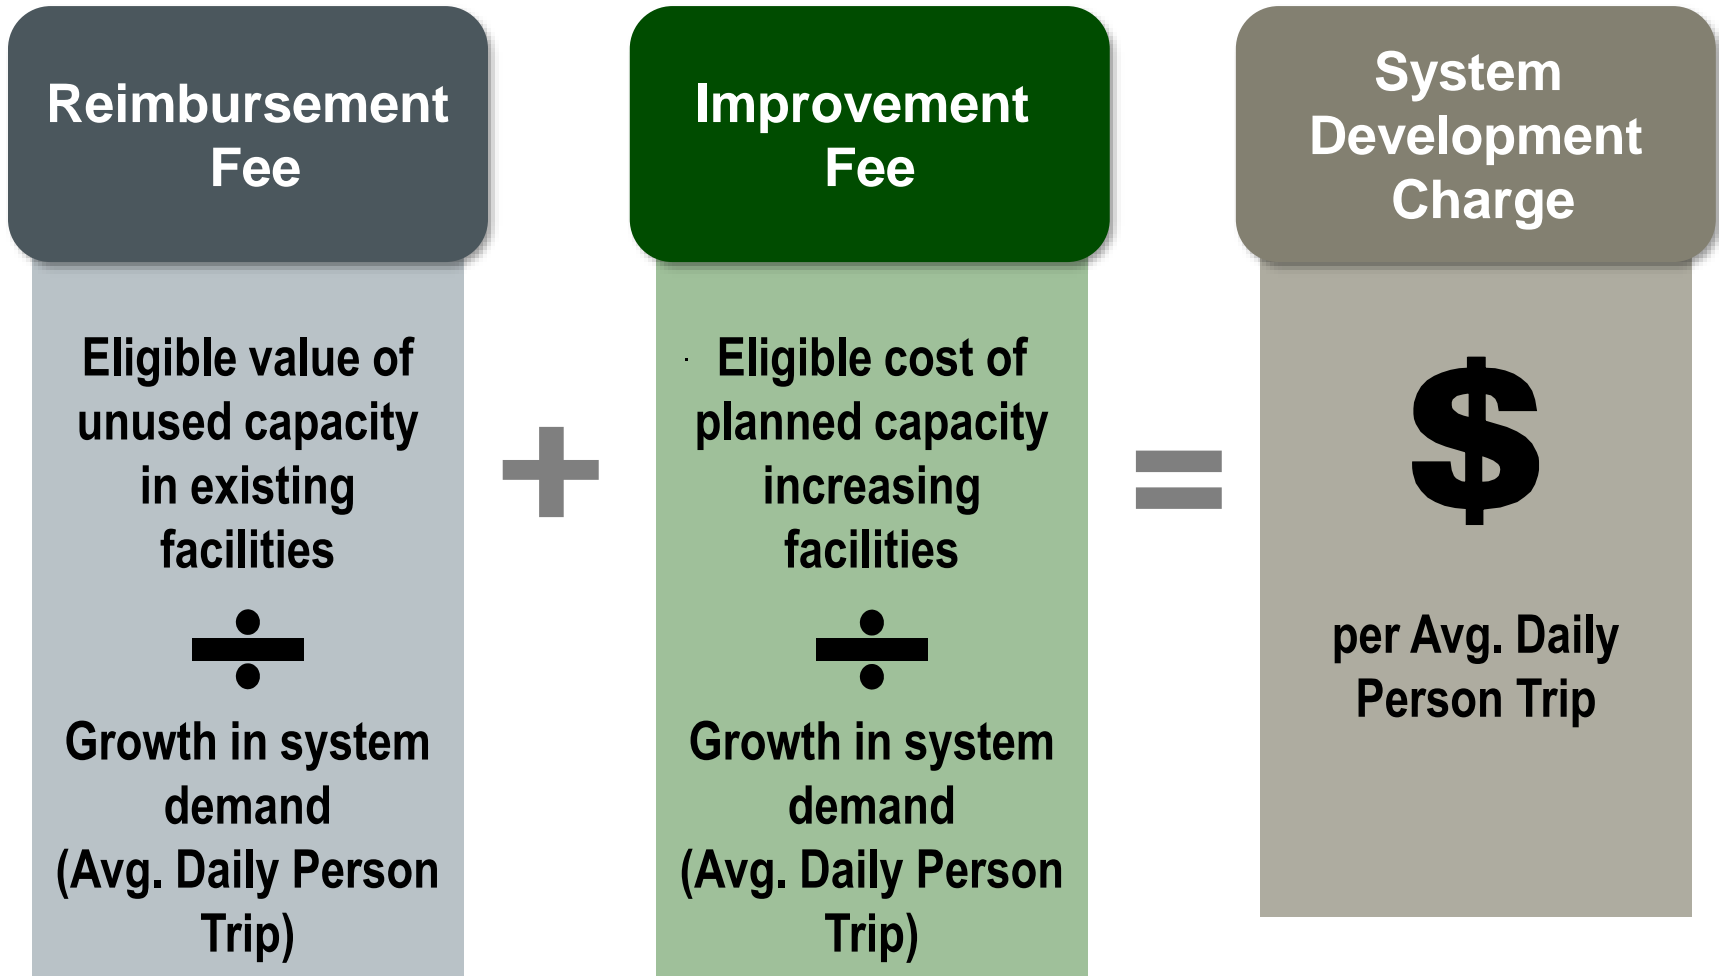 Reimbursement
Fee
Eligible value of
unused capacity
in existing
facilities
÷
Growth in system
demand
(Avg. Daily Person
Trip)
+
Improvement
Fee
Eligible cost of
planned capacity
increasing
facilities
÷
Growth in system
demand
(Avg. Daily Person
Trip)
=
System
Development
Charge
$
per Avg. Daily
Person Trip